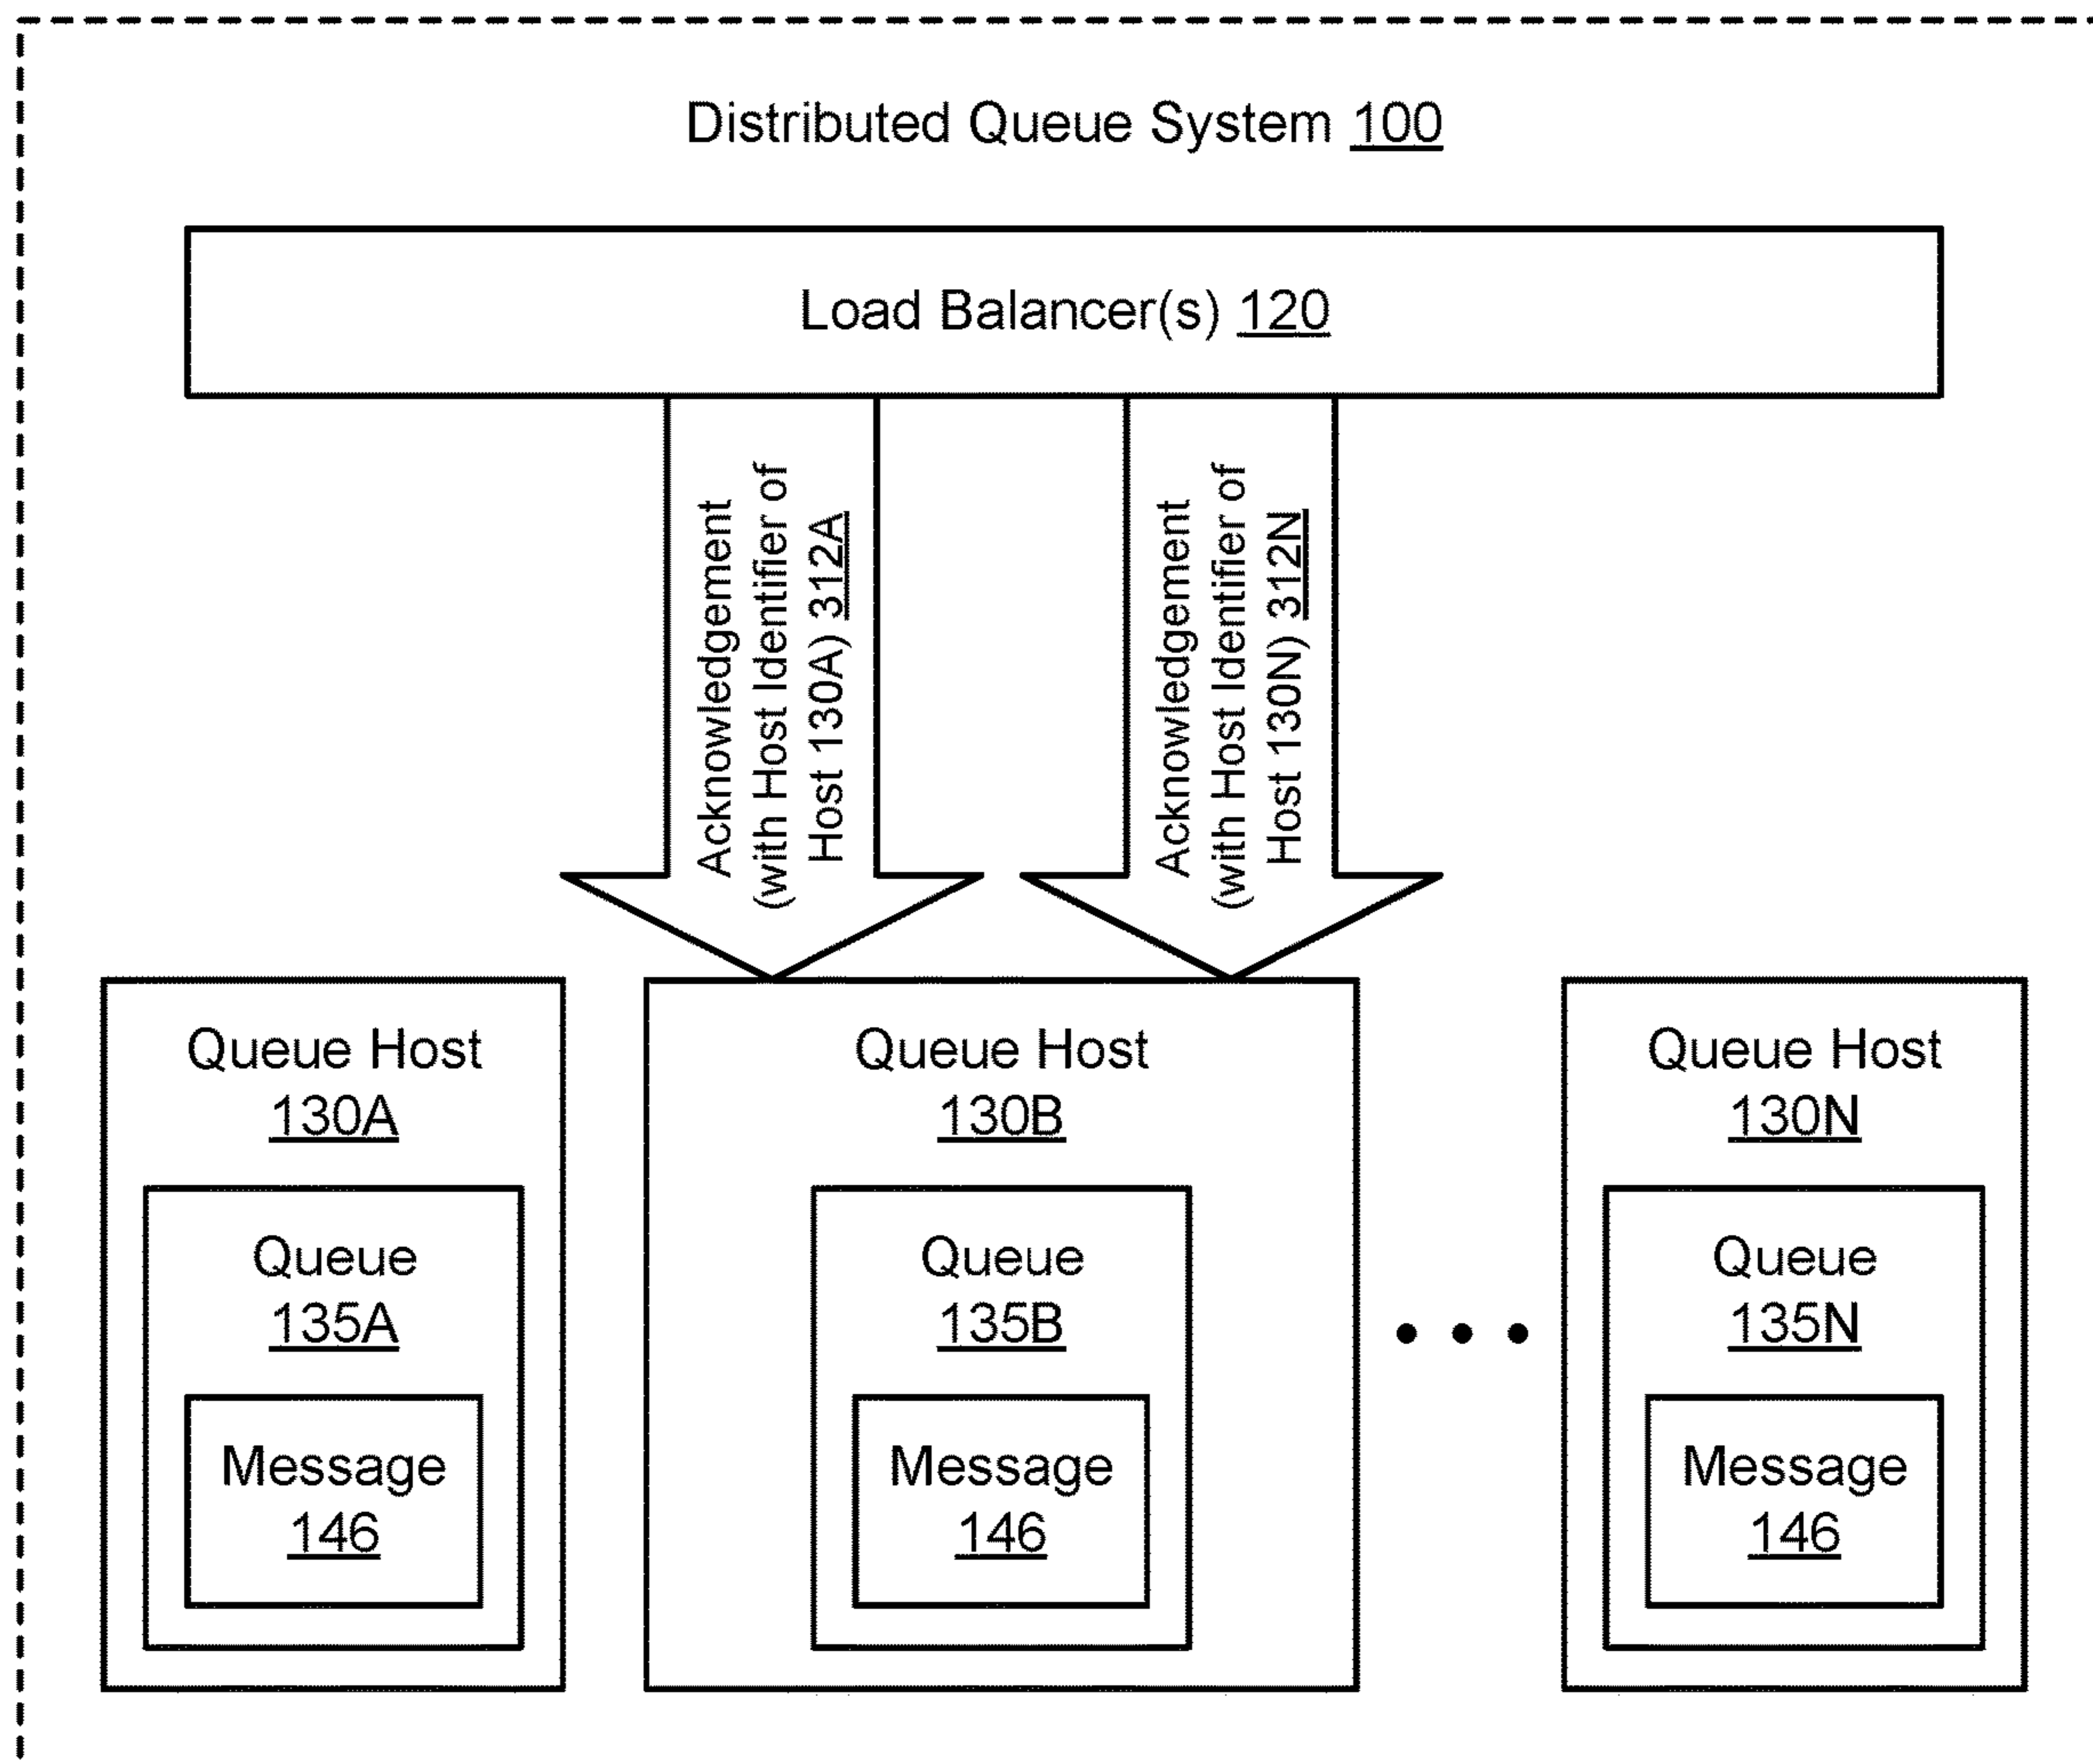 Distributed Queue System 100
Load Balancer(s) 120
Acknowledgement
(with Host Identifier of
Host 130A) 312A
Acknowledgement
(with Host Identifier of
Host 130N) 312N
Queue Host
130A
Queue
135A
Message
146
Queue Host
130B
Queue
135B
Message
146
Queue Host
130N
Queue
135N
Message
146